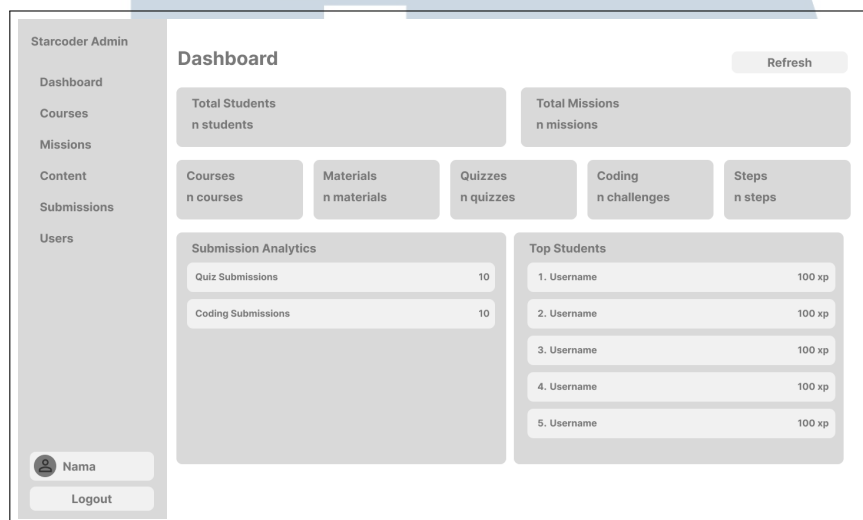 Starcoder Admin
Dashboard
Courses
Missions
Content
Submissions
Users
Nama
Logout
Dashboard
Refresh
Total Students
n students
Total Missions
n missions
Courses
n courses
Materials
n materials
Quizzes
n quizzes
Coding
n challenges
Steps
n steps
Submission Analytics
Quiz Submissions 10
Coding Submissions 10
Top Students
1. Username 100 xp
2. Username 100 xp
3. Username 100 xp
4. Username 100 xp
5. Username 100 xp